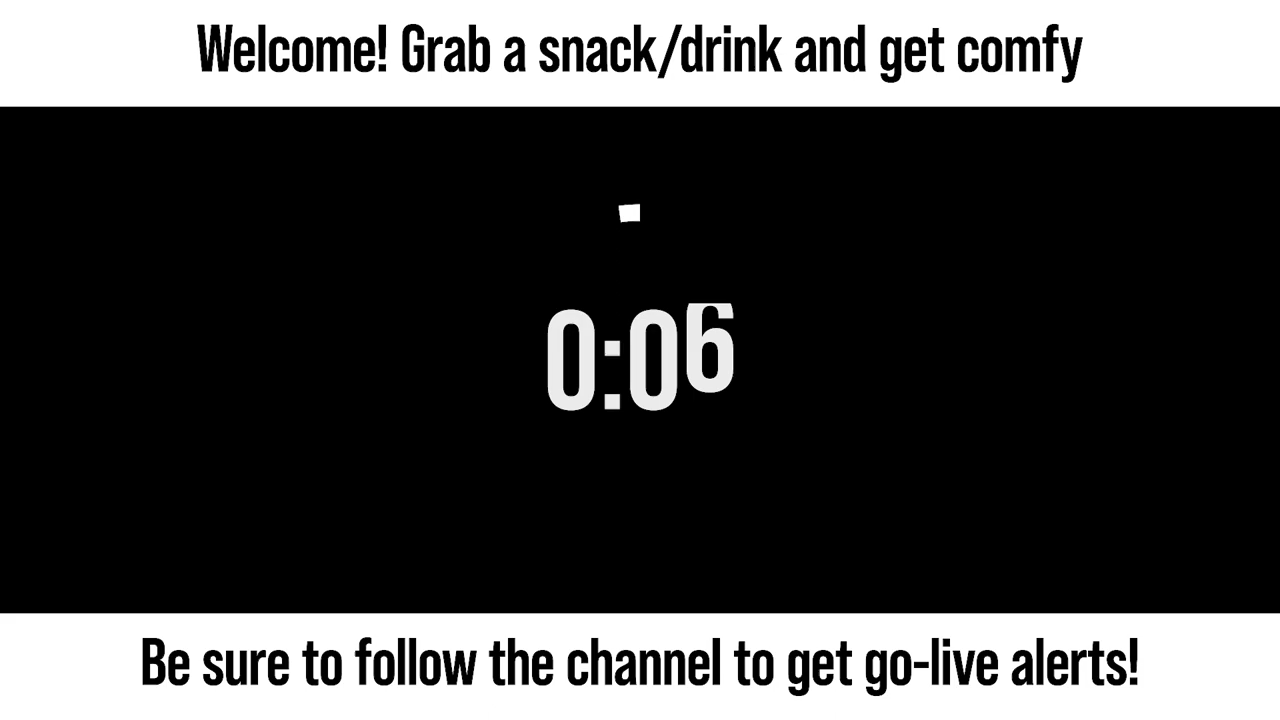 Welcome! Grab a snack/drink and get comfy
0:06
Be sure to follow the channel to get go-live alerts!